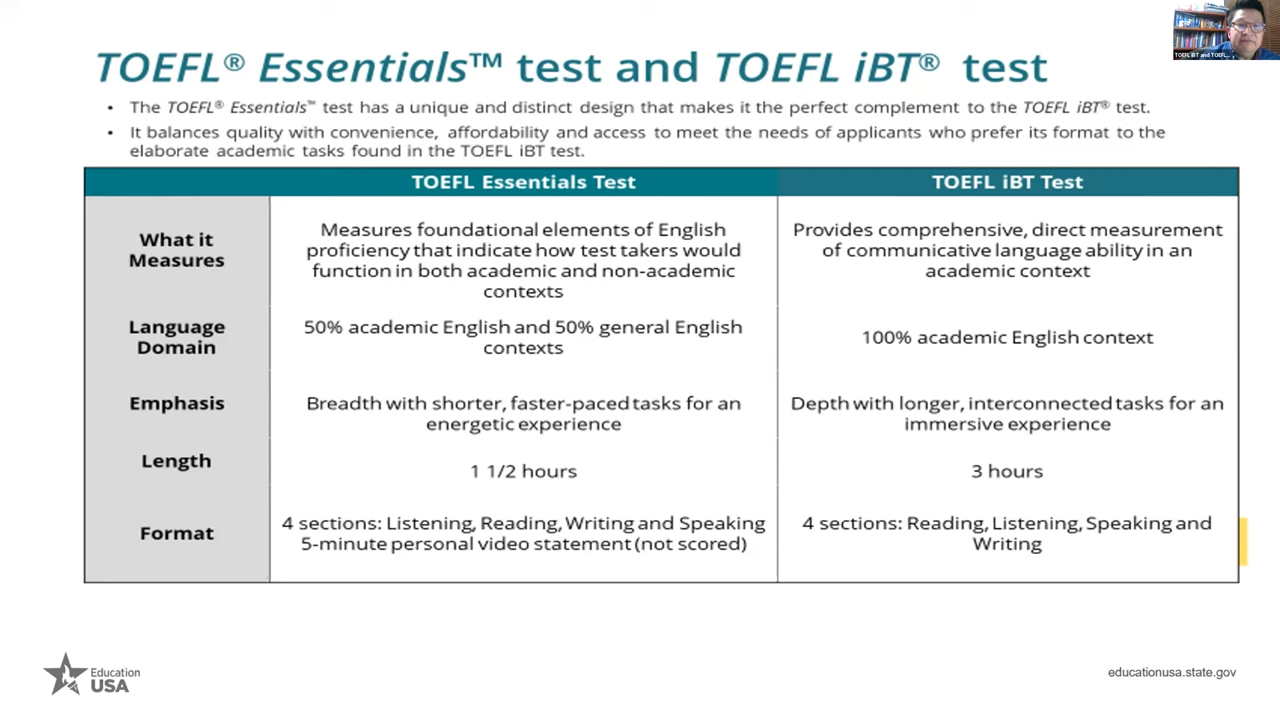 TOEFL® Essentials™ test and TOEFL iBT® test
• The TOEFL® Essentials™ test has a unique and distinct design that makes it the perfect complement to the TOEFL iBT® test.
• It balances quality with convenience, affordability and access to meet the needs of applicants who prefer its format to the
elaborate academic tasks found in the TOEFL iBT test.
TOEFL Essentials Test
TOEFL iBT Test
What it
Measures
Measures foundational elements of English
proficiency that indicate how test takers would
function in both academic and non-academic
contexts
Provides comprehensive, direct measurement
of communicative language ability in an
academic context
Language
Domain
50% academic English and 50% general English
contexts
100% academic English context
Emphasis
Breadth with shorter, faster-paced tasks for an
energetic experience
Depth with longer, interconnected tasks for an
immersive experience
Length
1 1/2 hours
3 hours
Format
4 sections: Listening, Reading, Writing and Speaking
5-minute personal video statement (not scored)
4 sections: Reading, Listening, Speaking and
Writing
Education
USA
educationusa.state.gov
TOEFL iBT and TOEFL...